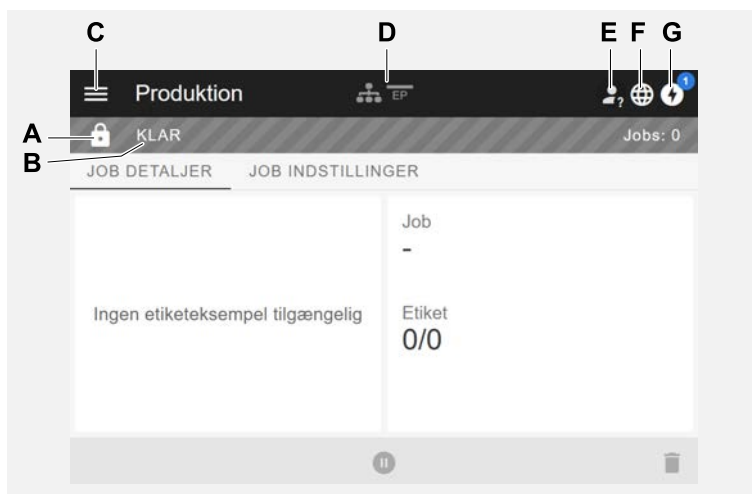 C D E F G
Produktion EP ? 1
A KLAR Jobs: 0
B
JOB DETALJER JOB INDSTILLINGER
Job
-
Ingen etiketeksempel tilgængelig
Etiket
0/0